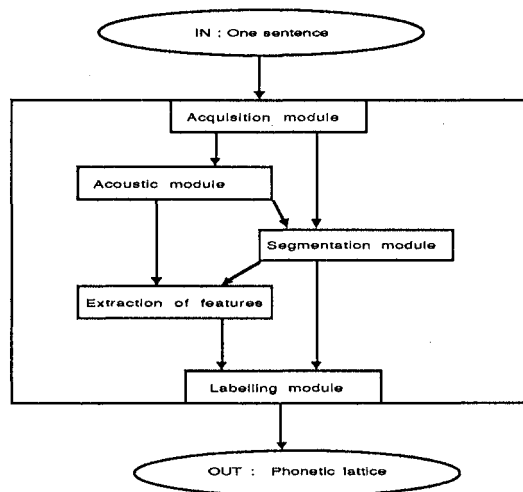 IN : One sentence
Acquisition module
Acoustic module
Segmentation module
Extraction of features
Labelling module
OUT : Phonetic lattice